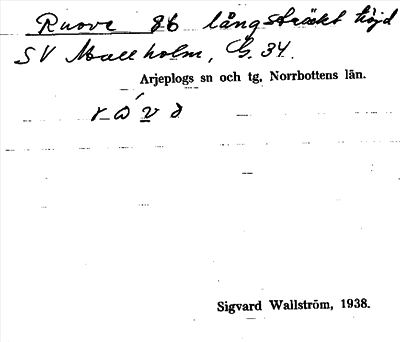 Ruove 86 långsträckt höjd
SV Mallholm, G. 34.
Arjeplogs sn och tg, Norrbottens län.
Sigvard Wallström, 1938.